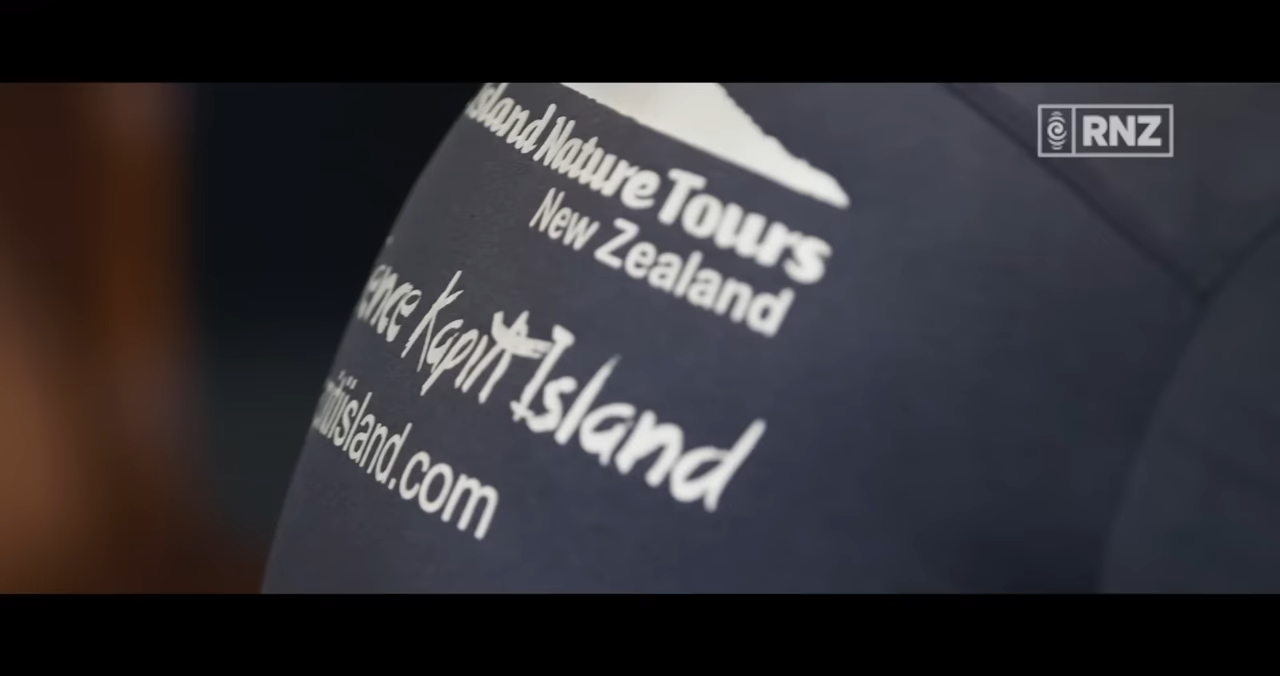 Island Nature Tours
New Zealand
Kapiti Island
island.com
RNZ